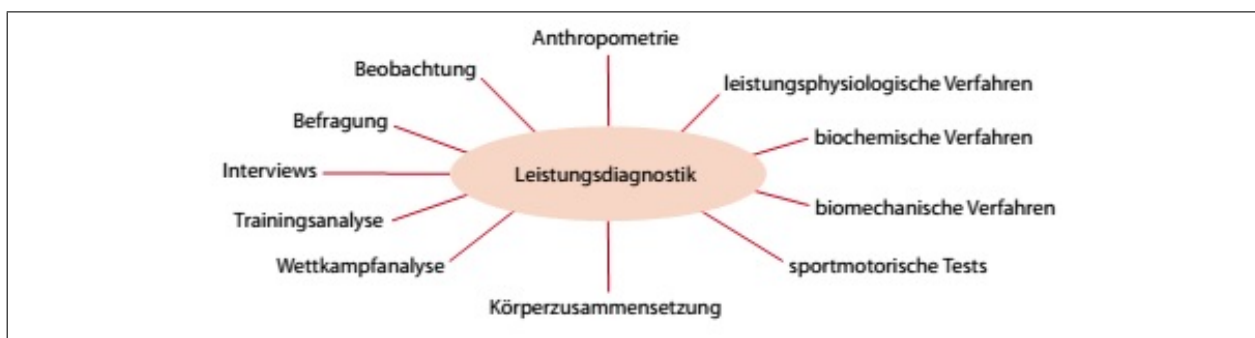 Anthropometrie
Beobachtung
leistungsphysiologische Verfahren
Befragung
biochemische Verfahren
Interviews
Leistungsdiagnostik
Trainingsanalyse
biomechanische Verfahren
Wettkampfanalyse
sportmotorische Tests
Körperzusammensetzung